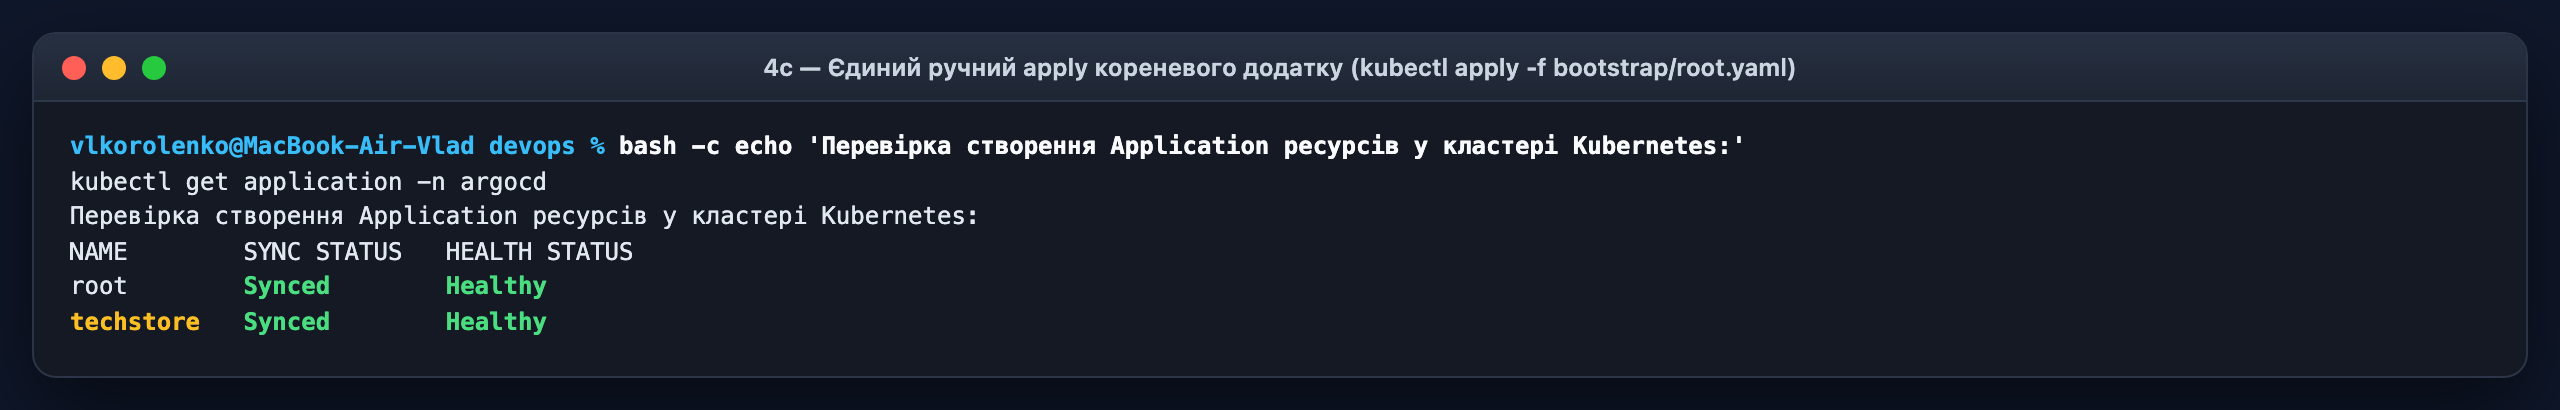 4c — Єдиний ручний apply кореневого додатку (kubectl apply -f bootstrap/root.yaml)
vlkorolenko@MacBook-Air-Vlad devops % bash -c echo 'Перевірка створення Application ресурсів у кластері Kubernetes:'
kubectl get application -n argocd
Перевірка створення Application ресурсів у кластері Kubernetes:
NAME        SYNC STATUS   HEALTH STATUS
root        Synced        Healthy
techstore   Synced        Healthy